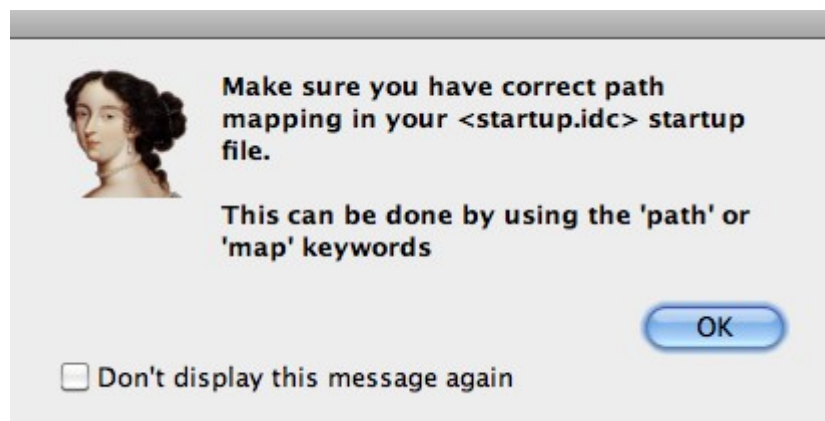 Make sure you have correct path
mapping in your <startup.idc> startup
file.
This can be done by using the 'path' or
'map' keywords
OK
Don't display this message again